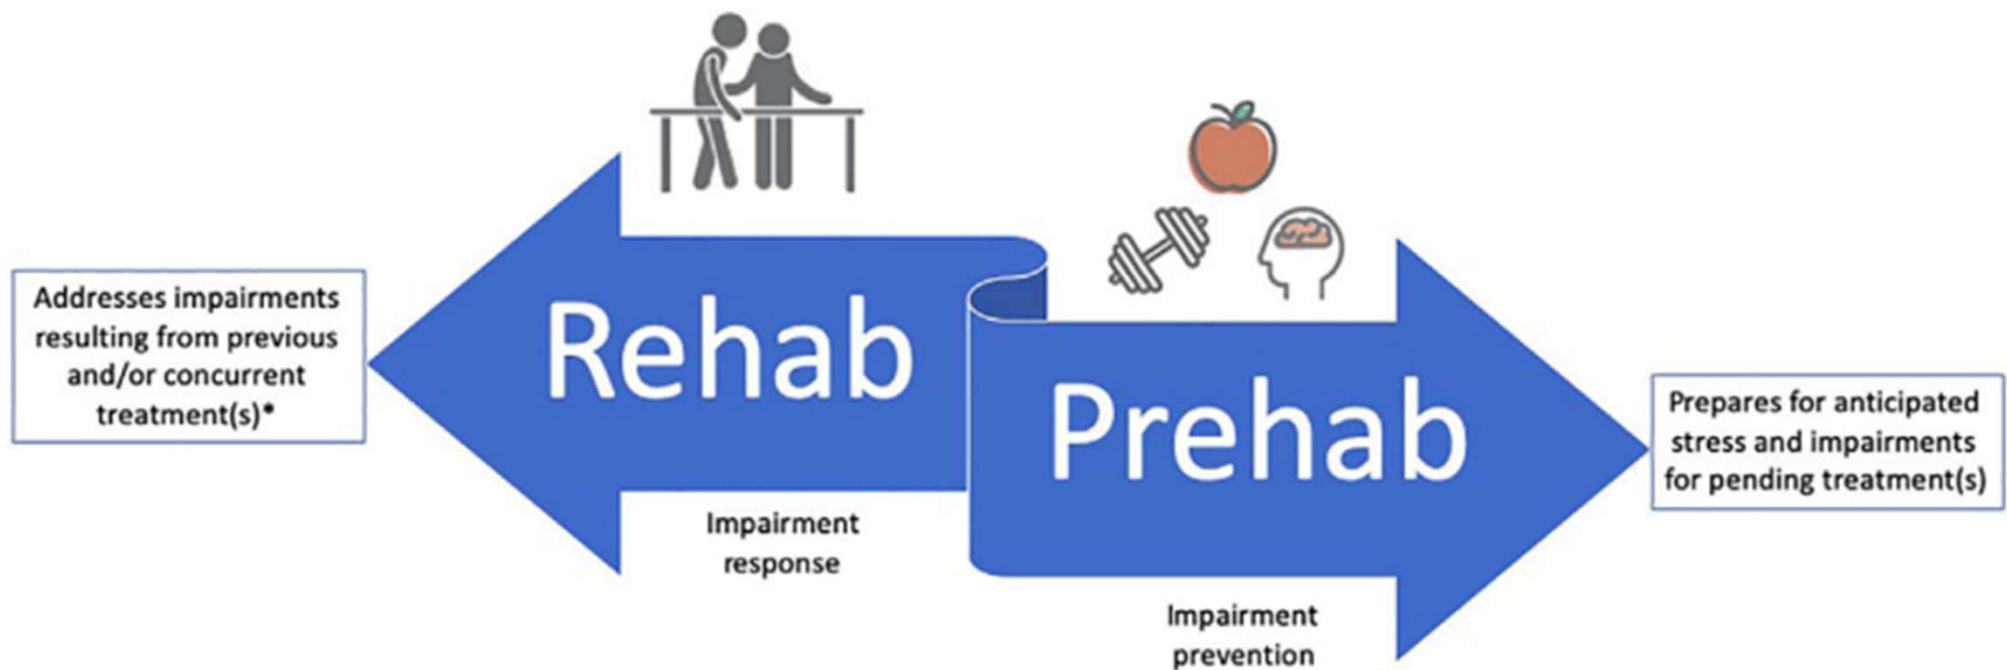 Addresses impairments
resulting from previous
and/or concurrent
treatment(s)*
Rehab
Impairment
response
Prehab
Impairment
prevention
Prepares for anticipated
stress and impairments
for pending treatment(s)